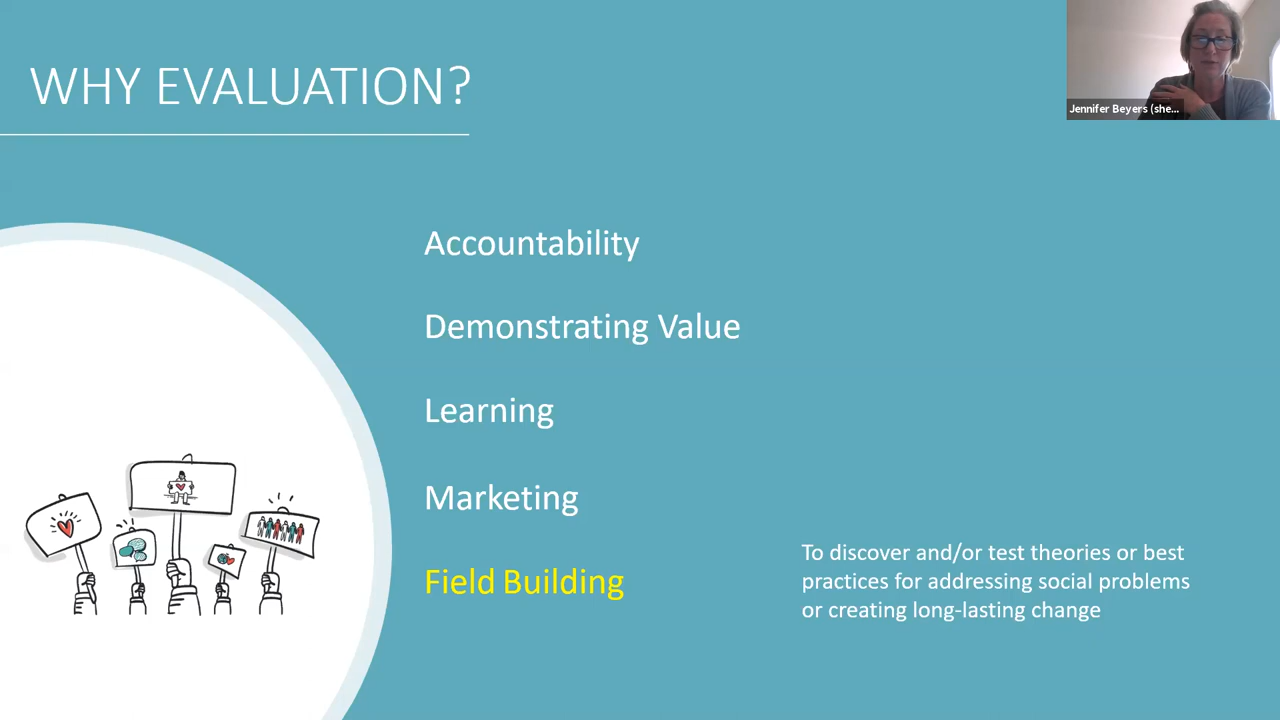 WHY EVALUATION?
Jennifer Beyers (she...
Accountability
Demonstrating Value
Learning
Marketing
Field Building
To discover and/or test theories or best
practices for addressing social problems
or creating long-lasting change